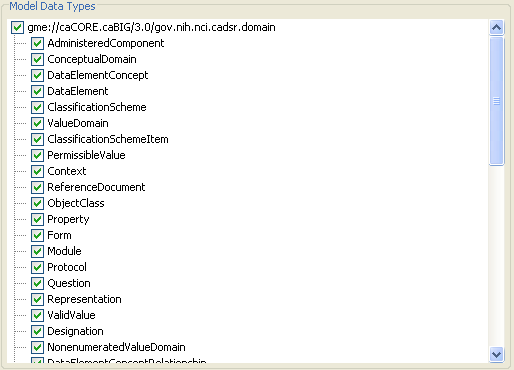 Model Data Types
gme://caCORE.caBIG/3.0/gov.nih.nci.cadsr.domain
AdministeredComponent
ConceptualDomain
DataElementConcept
DataElement
ClassificationScheme
ValueDomain
ClassificationSchemeItem
PermissibleValue
Context
ReferenceDocument
ObjectClass
Property
Form
Module
Protocol
Question
Representation
ValidValue
Designation
NonenumeratedValueDomain
DataElementConceptRelationship